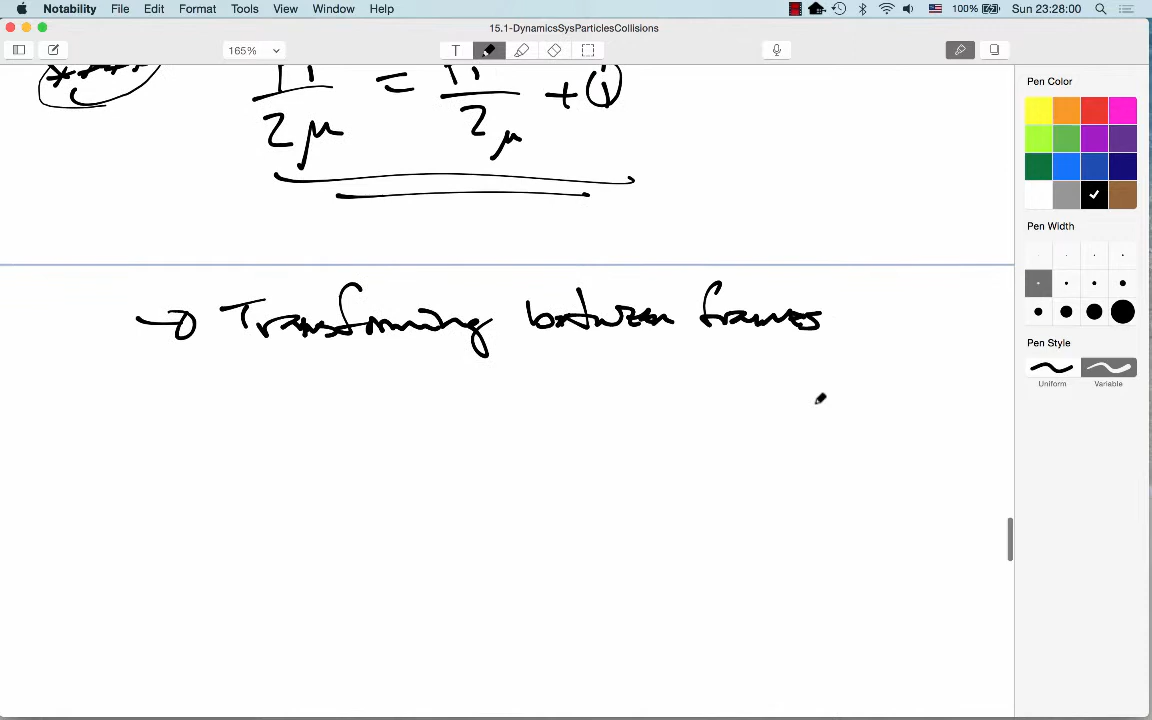 Notability File Edit Format Tools View Window Help 100% Sun 23:28:00
15.1-DynamicsSysParticlesCollisions
165% T
Pen Color
2μ = 2μ +
Pen Width
→ Transforming between frames
Pen Style
Uniform Variable